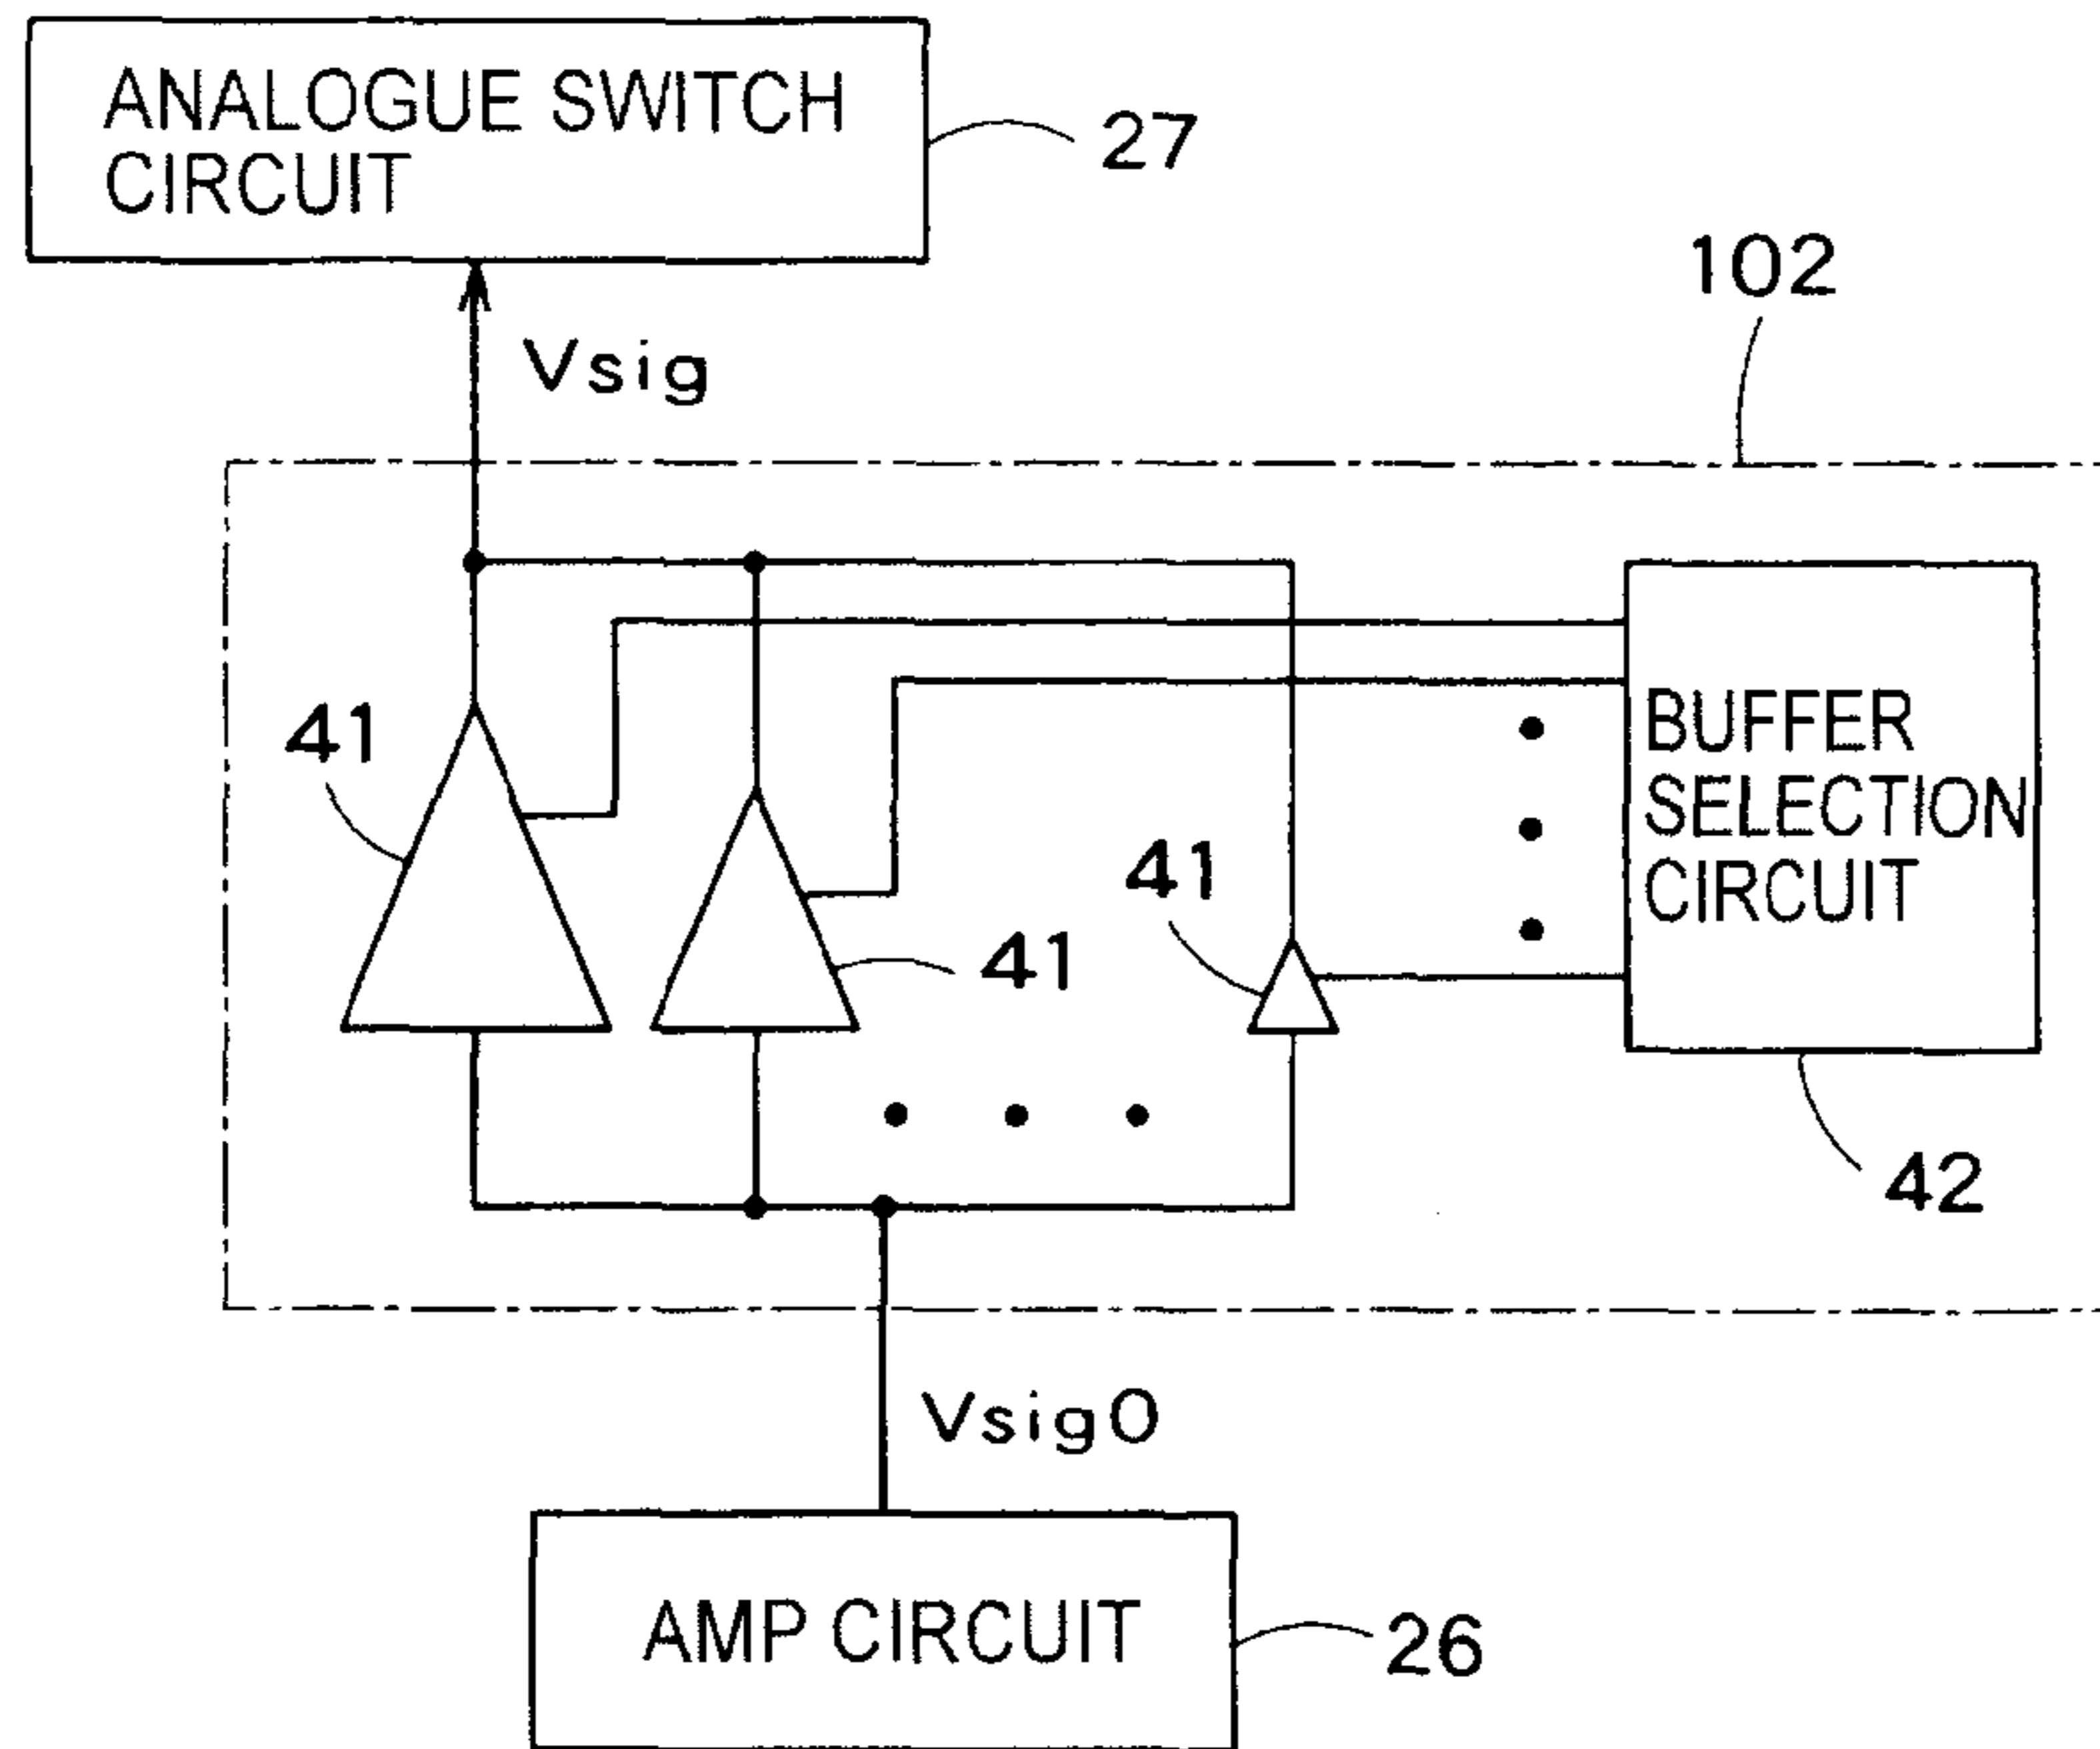 ANALOGUE SWITCH
CIRCUIT
27
102
Vsig
41
BUFFER
SELECTION
CIRCUIT
41
41
42
Vsig0
AMP CIRCUIT
26